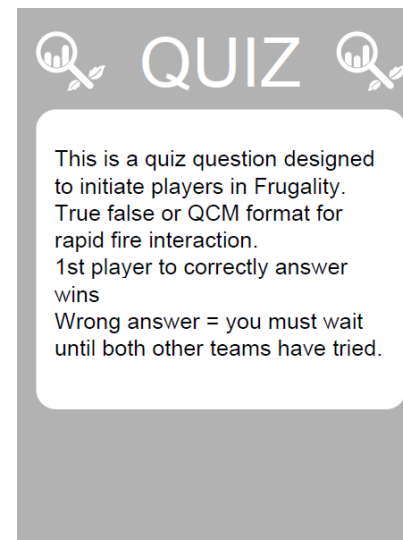 QUIZ
This is a quiz question designed
to initiate players in Frugality.
True false or QCM format for
rapid fire interaction.
1st player to correctly answer
wins
Wrong answer = you must wait
until both other teams have tried.